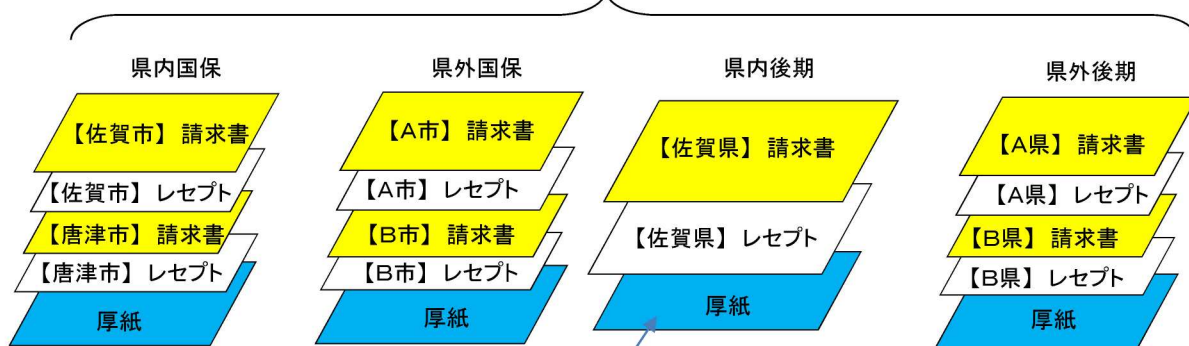 県内国保
【佐賀市】請求書
【佐賀市】レセプト
【唐津市】請求書
【唐津市】レセプト
厚紙
県外国保
【A市】請求書
【A市】レセプト
【B市】請求書
【B市】レセプト
厚紙
県内後期
【佐賀県】請求書
【佐賀県】レセプト
厚紙
県外後期
【A県】請求書
【A県】レセプト
【B県】請求書
【B県】レセプト
厚紙